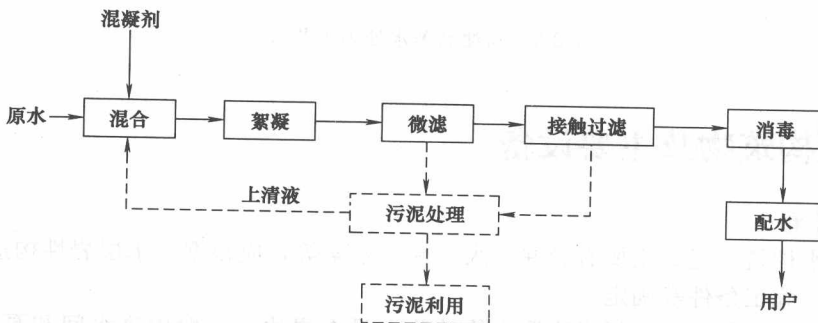 混凝剂
原水
混合
絮凝
微滤
接触过滤
消毒
上清液
污泥处理
配水
污泥利用
用户